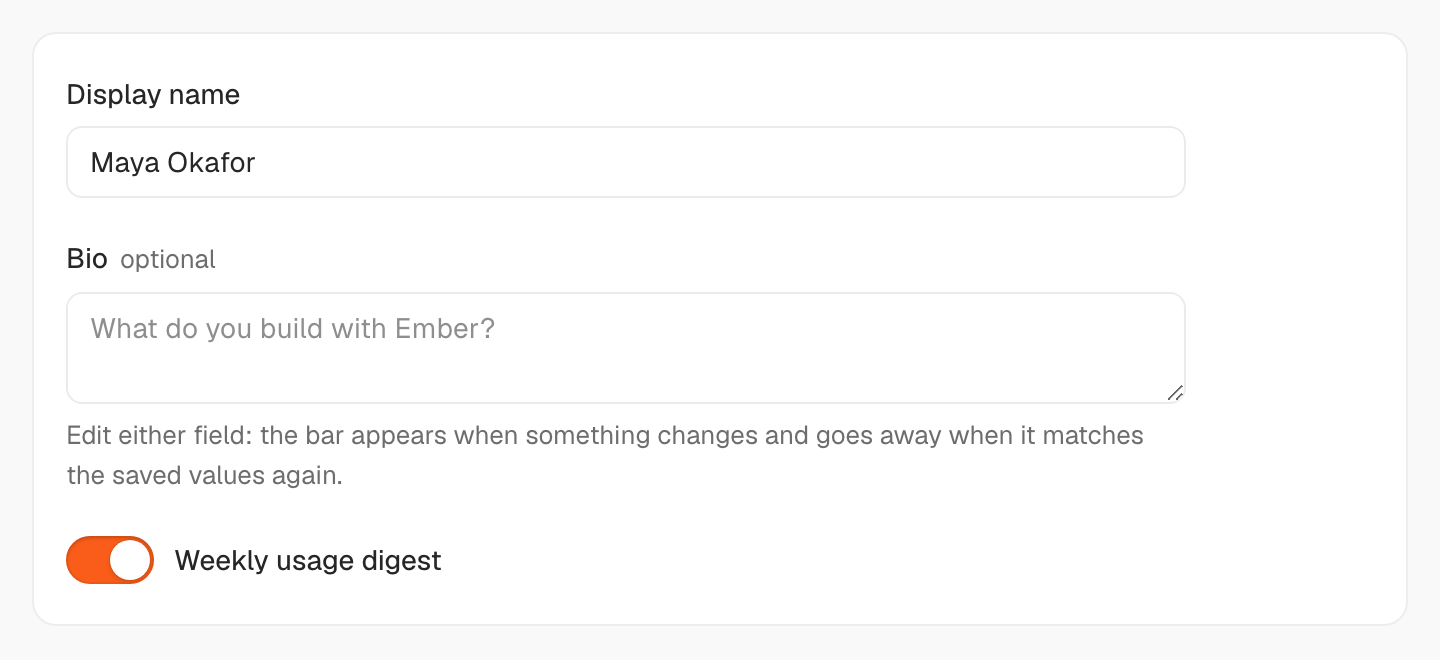 Display name
Maya Okafor
Bio optional
What do you build with Ember?
Edit either field: the bar appears when something changes and goes away when it matches
the saved values again.
Weekly usage digest